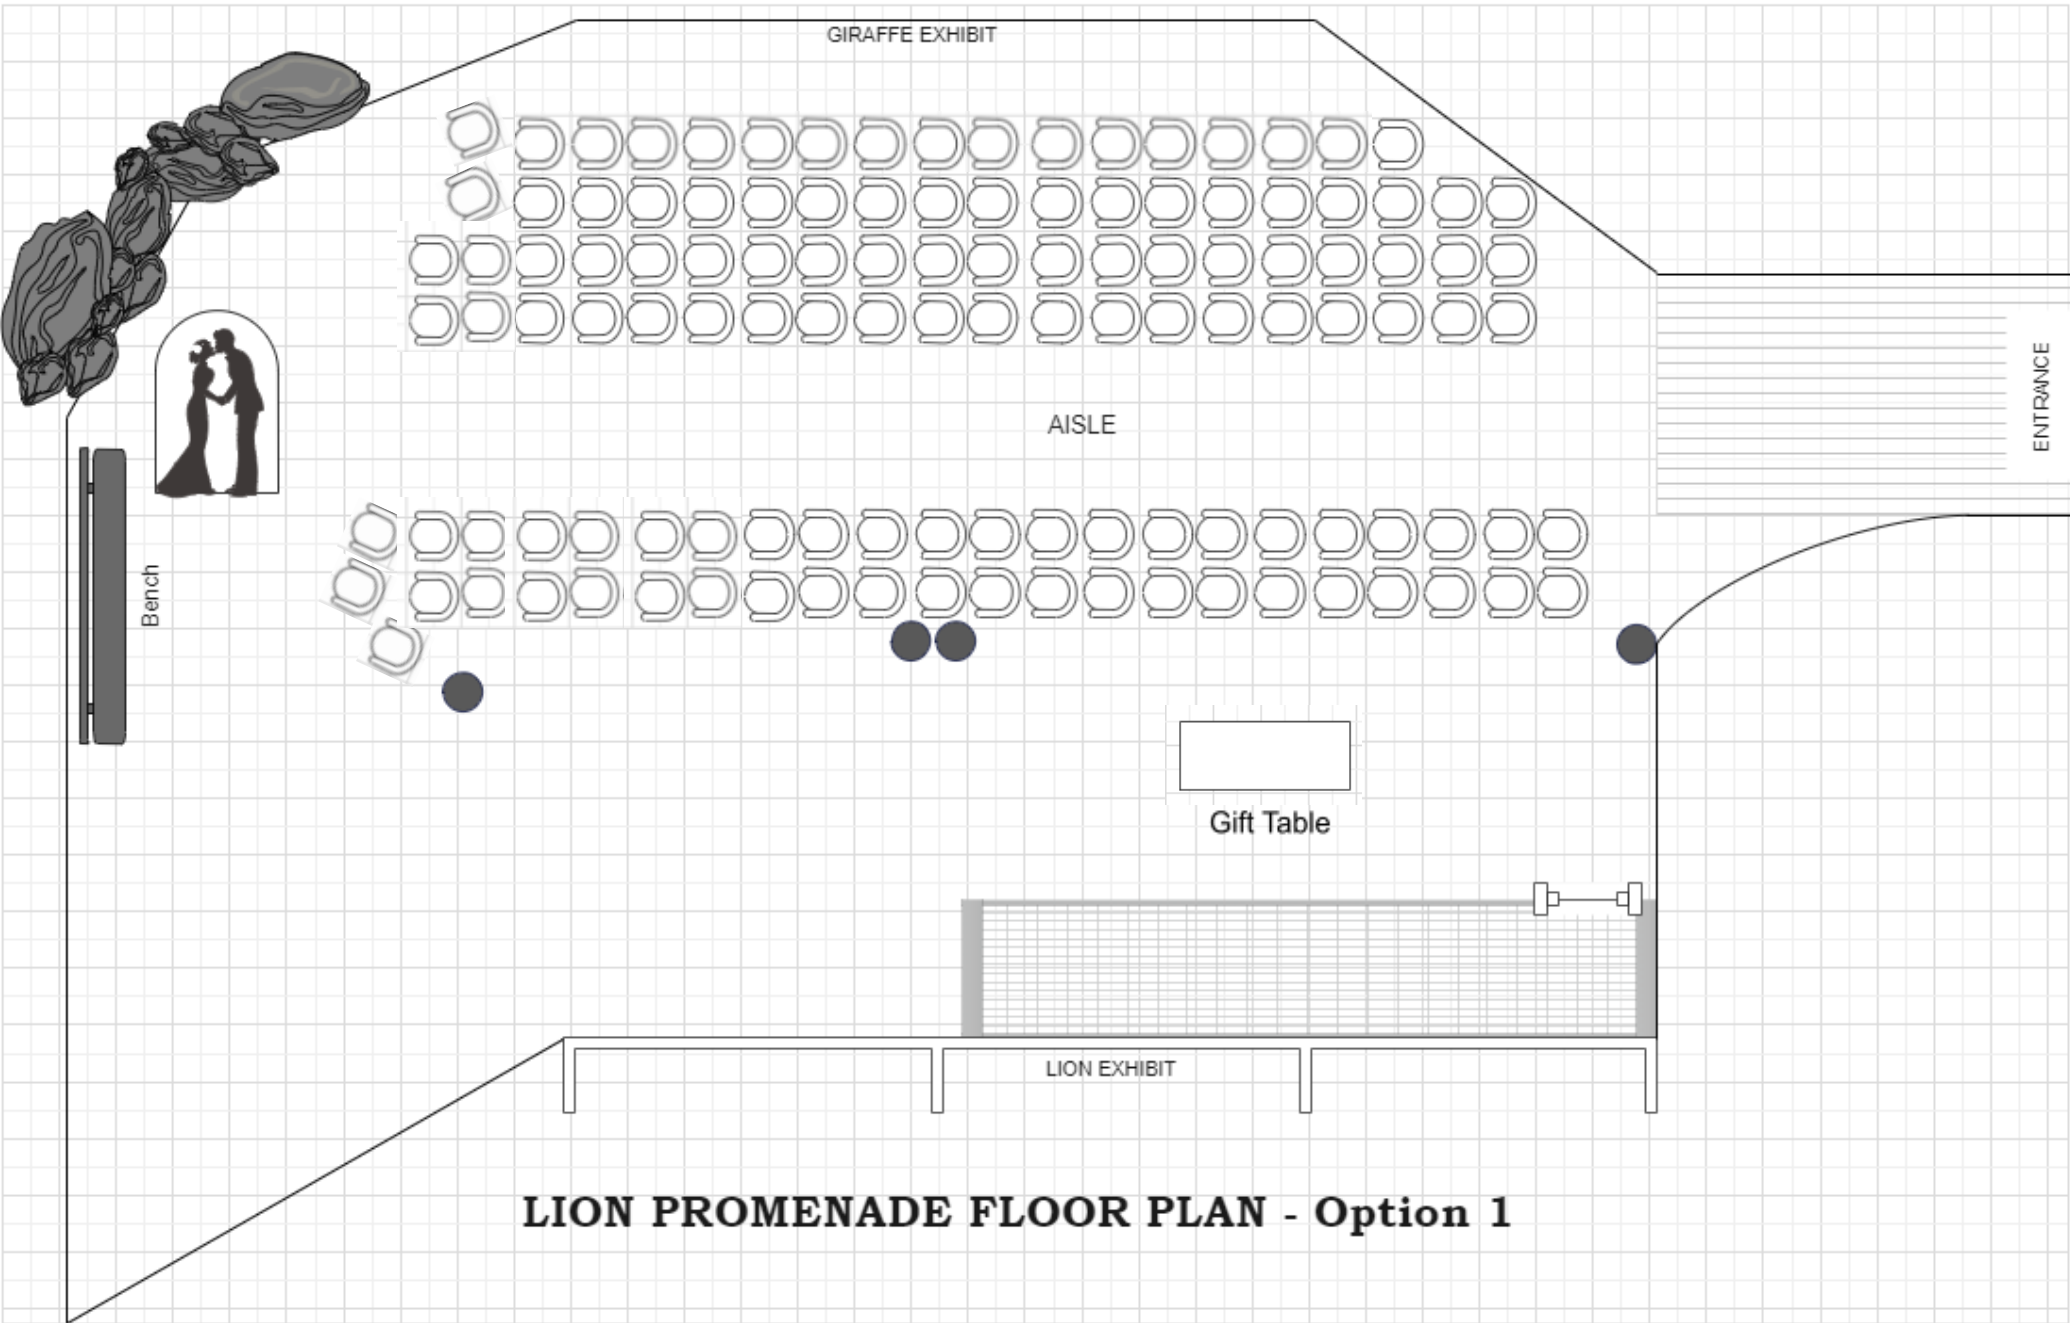 GIRAFFE EXHIBIT
ENTRANCE
AISLE
Bench
Gift Table
LION EXHIBIT
LION PROMENADE FLOOR PLAN - Option 1